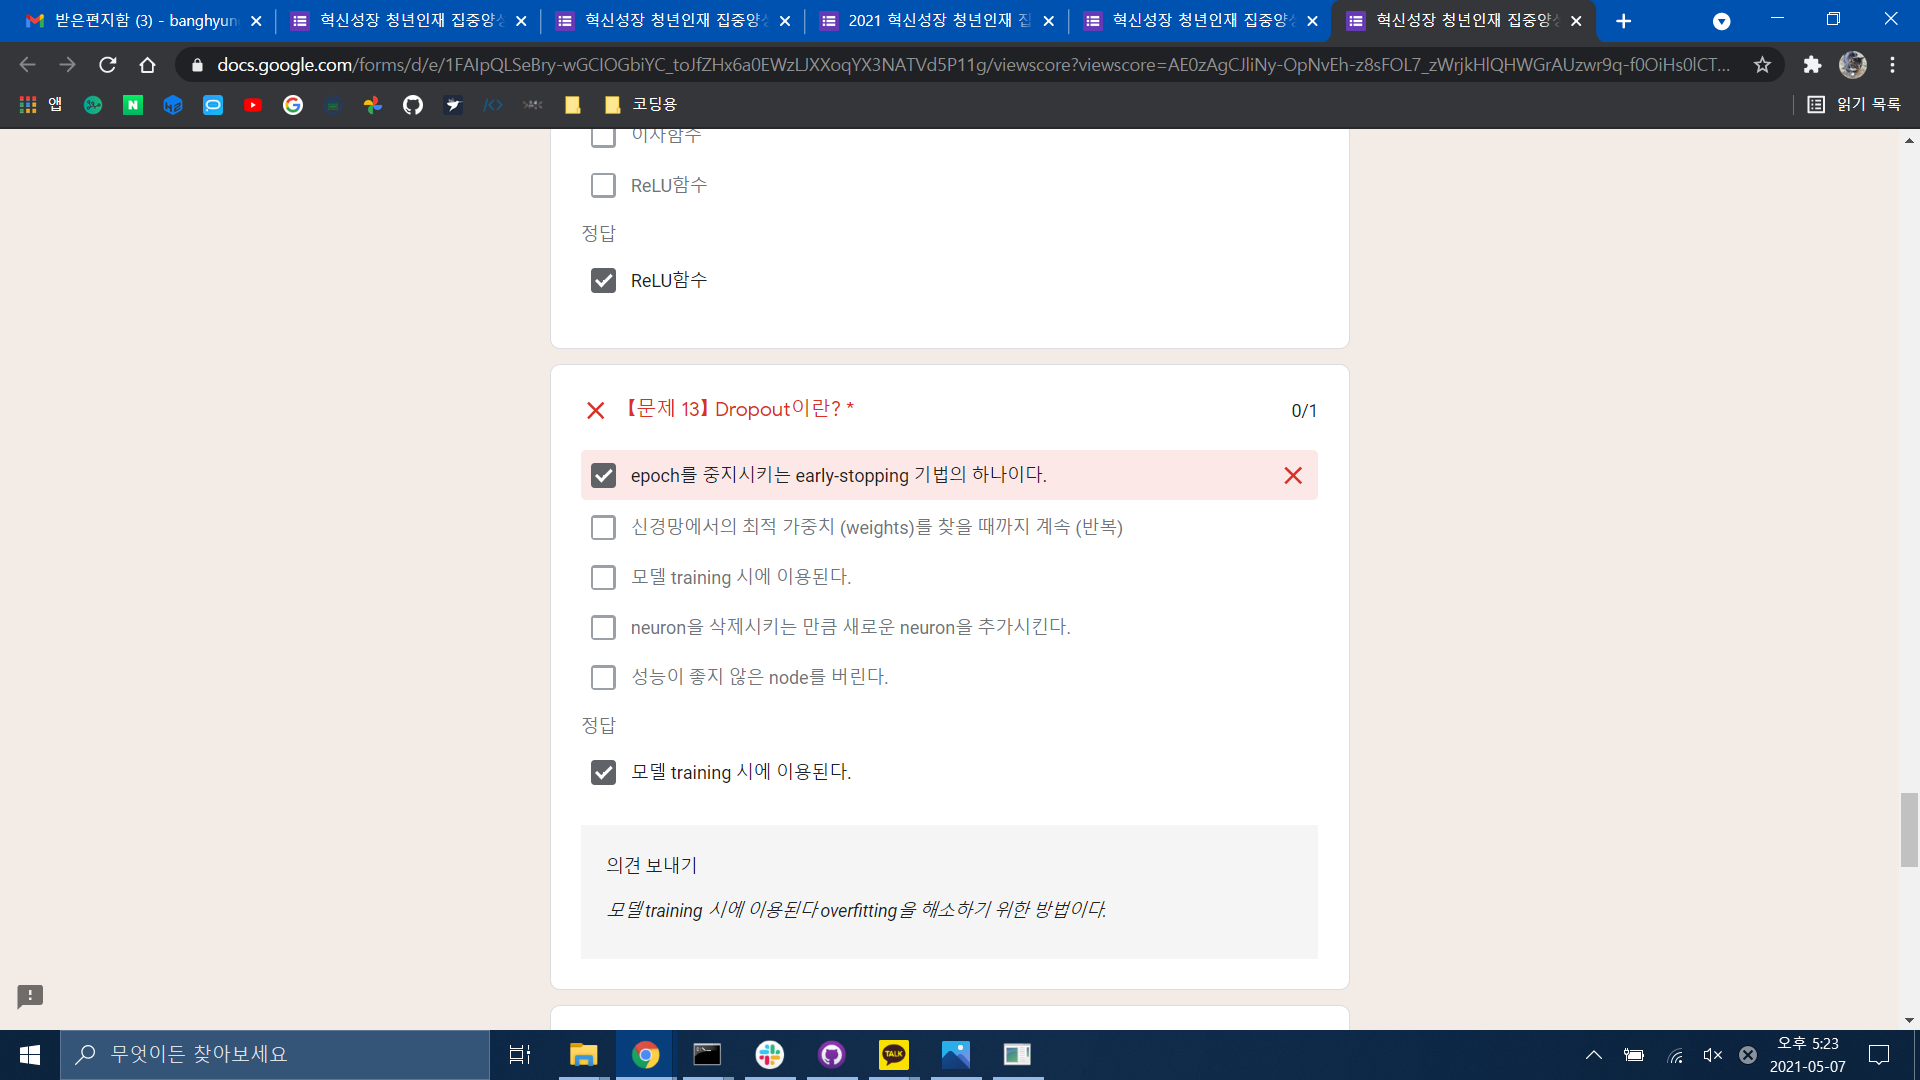 받은편지함 (3) - banghyun
혁신성장 청년인재 집중양성
혁신성장 청년인재 집중양성
2021 혁신성장 청년인재 집
혁신성장 청년인재 집중양성
혁신성장 청년인재 집중양성
docs.google.com/forms/d/e/1FAIpQLSeBry-wGCIOGbiYC_toJfZHx6a0EWzLJXXoqYX3NATVd5P11g/viewscore?viewscore=AE0zAgCJliNy-OpNvEh-z8sFOL7_zWrjkHlQHWGrAUzwr9q-f0OiHs0lCT...
앱
코딩용
읽기 목록
ReLU함수
정답
ReLU함수
【문제 13】 Dropout이란? *
0/1
epoch를 중지시키는 early-stopping 기법의 하나이다.
신경망에서의 최적 가중치 (weights)를 찾을 때까지 계속 (반복)
모델 training 시에 이용된다.
neuron을 삭제시키는 만큼 새로운 neuron을 추가시킨다.
성능이 좋지 않은 node를 버린다.
정답
모델 training 시에 이용된다.
의견 보내기
모델 training 시에 이용된다 overfitting을 해소하기 위한 방법이다.
무엇이든 찾아보세요
TALK
오후 5:23
2021-05-07